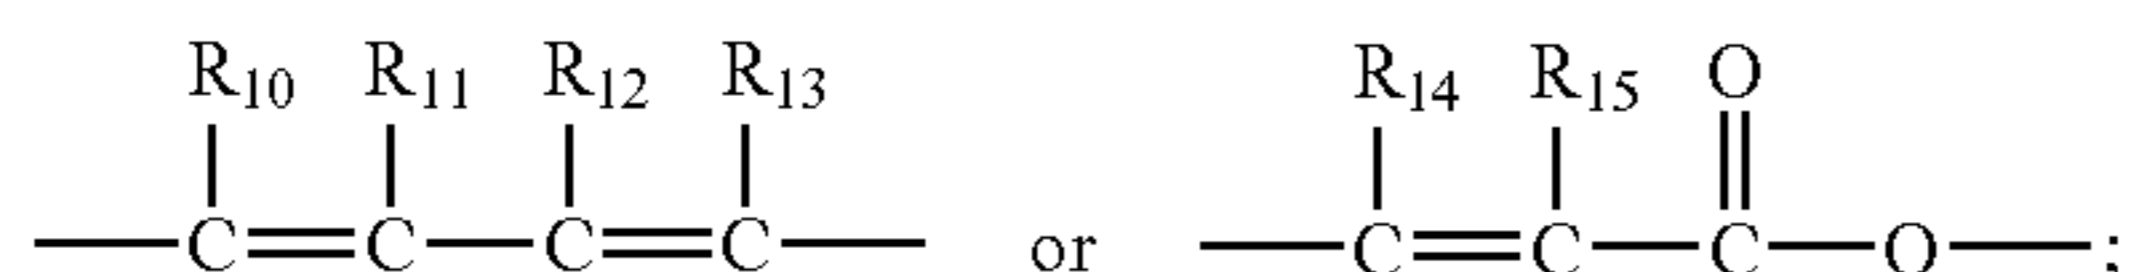 R10 R11 R12 R13 R14 R15 O
C C C C or C C C O ;